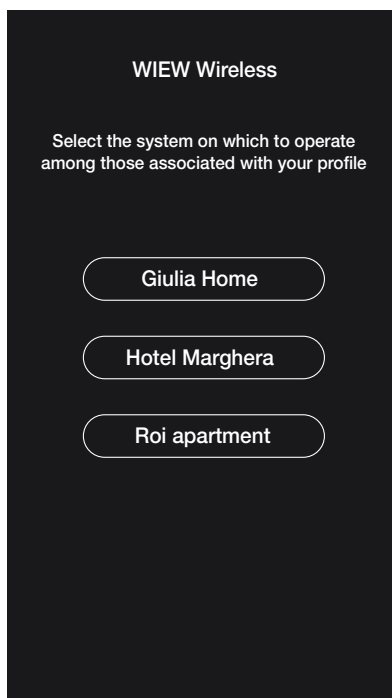 WIEW Wireless
Select the system on which to operate
among those associated with your profile
Giulia Home
Hotel Marghera
Roi apartment